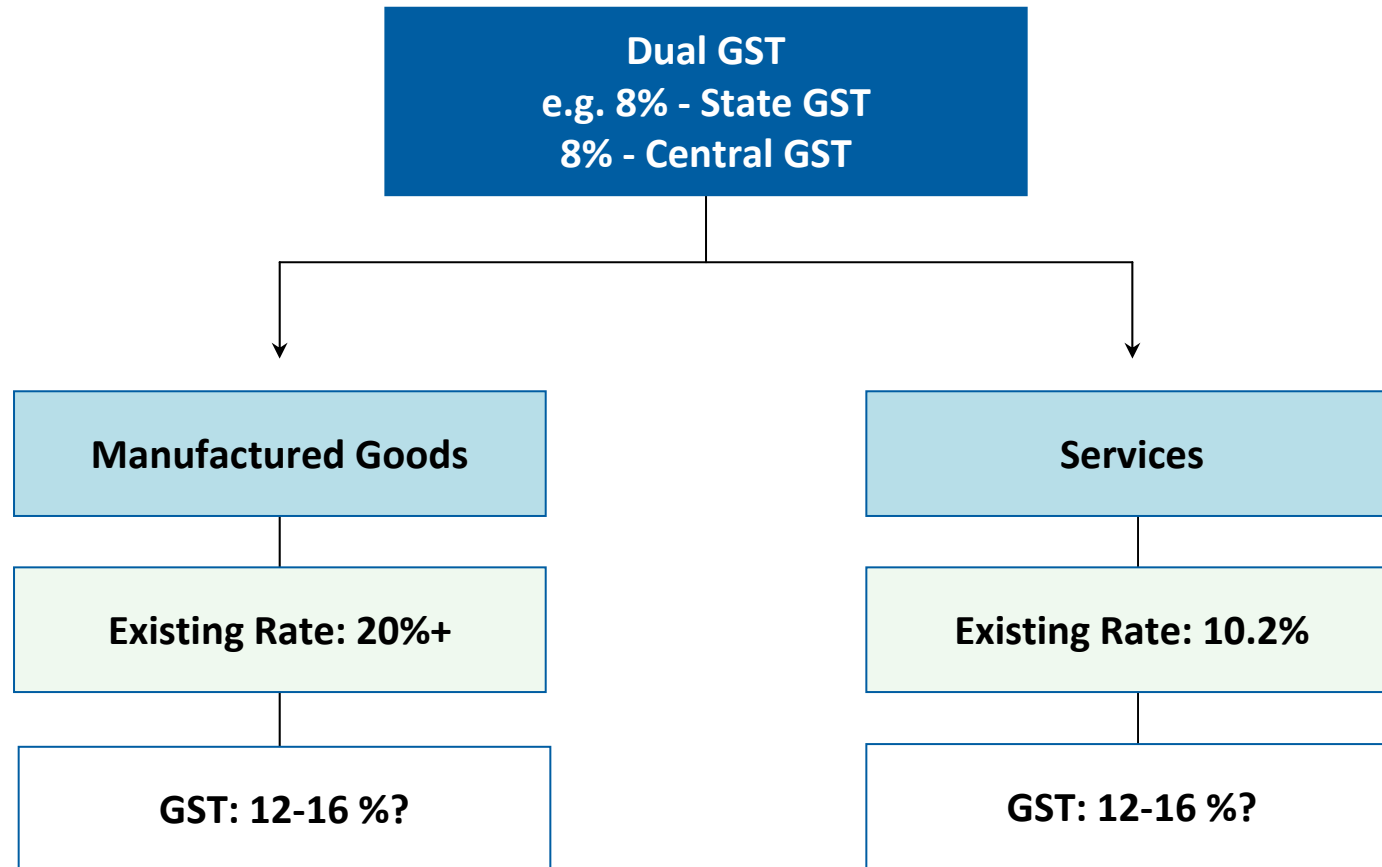 Dual GST
e.g. 8% - State GST
8% - Central GST
Manufactured Goods
Services
Existing Rate: 20%+
Existing Rate: 10.2%
GST: 12-16 %?
GST: 12-16 %?